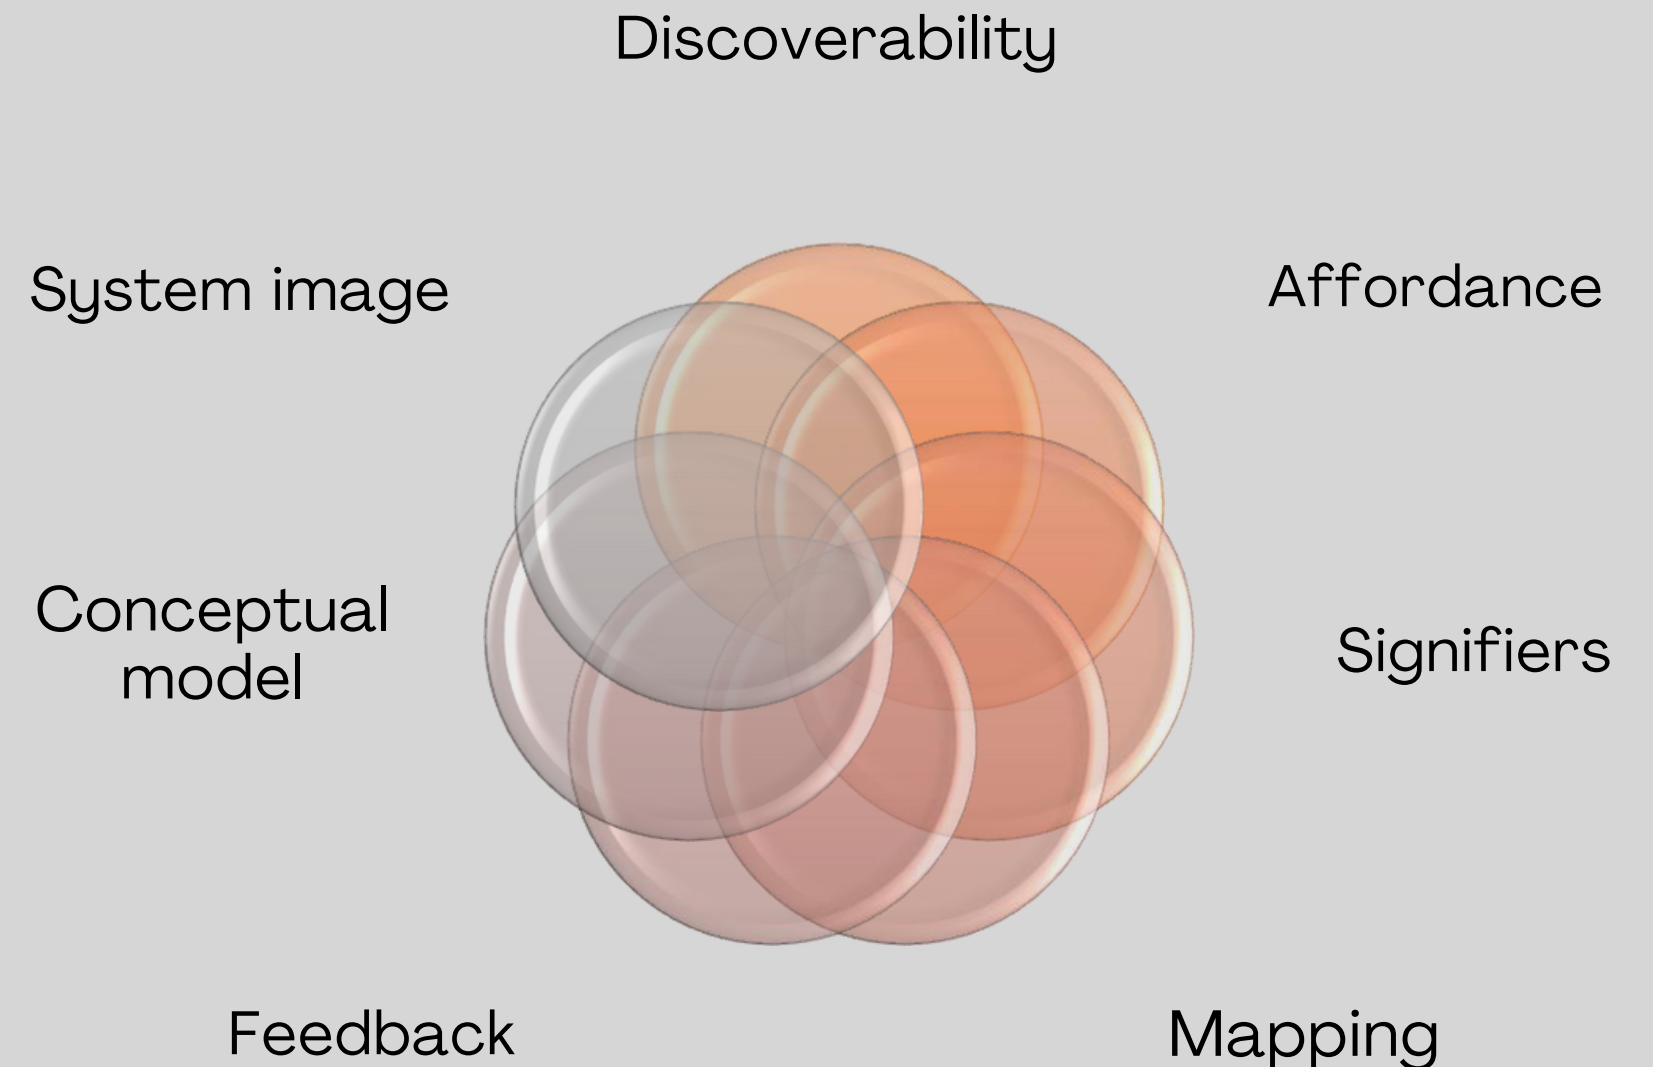 Discoverability
System image
Affordance
Conceptual
model
Signifiers
Feedback
Mapping